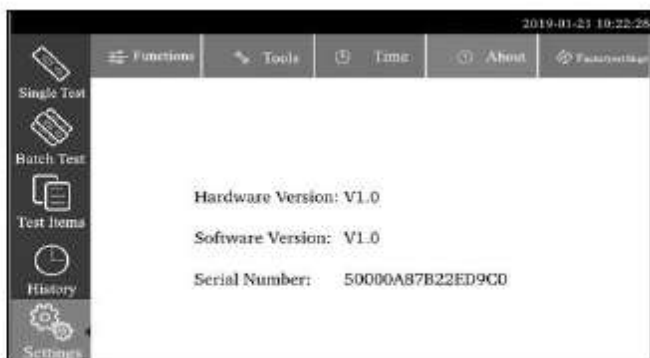 2019-01-21 10:22:28
Functions Tools Time About
Single Test
Batch Test
Test Items
History
Settings
Hardware Version: V1.0
Software Version: V1.0
Serial Number: 50000A87B22ED9C0